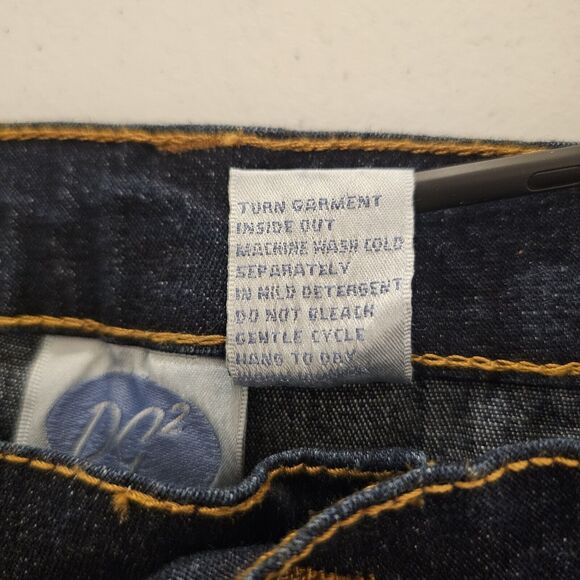 TURN GARMENT
INSIDE OUT
MACHINE WASH COLD
SEPARATELY
IN MILD DETERGENT
DO NOT BLEACH
GENTLE CYCLE
HANG TO DRY
DG2